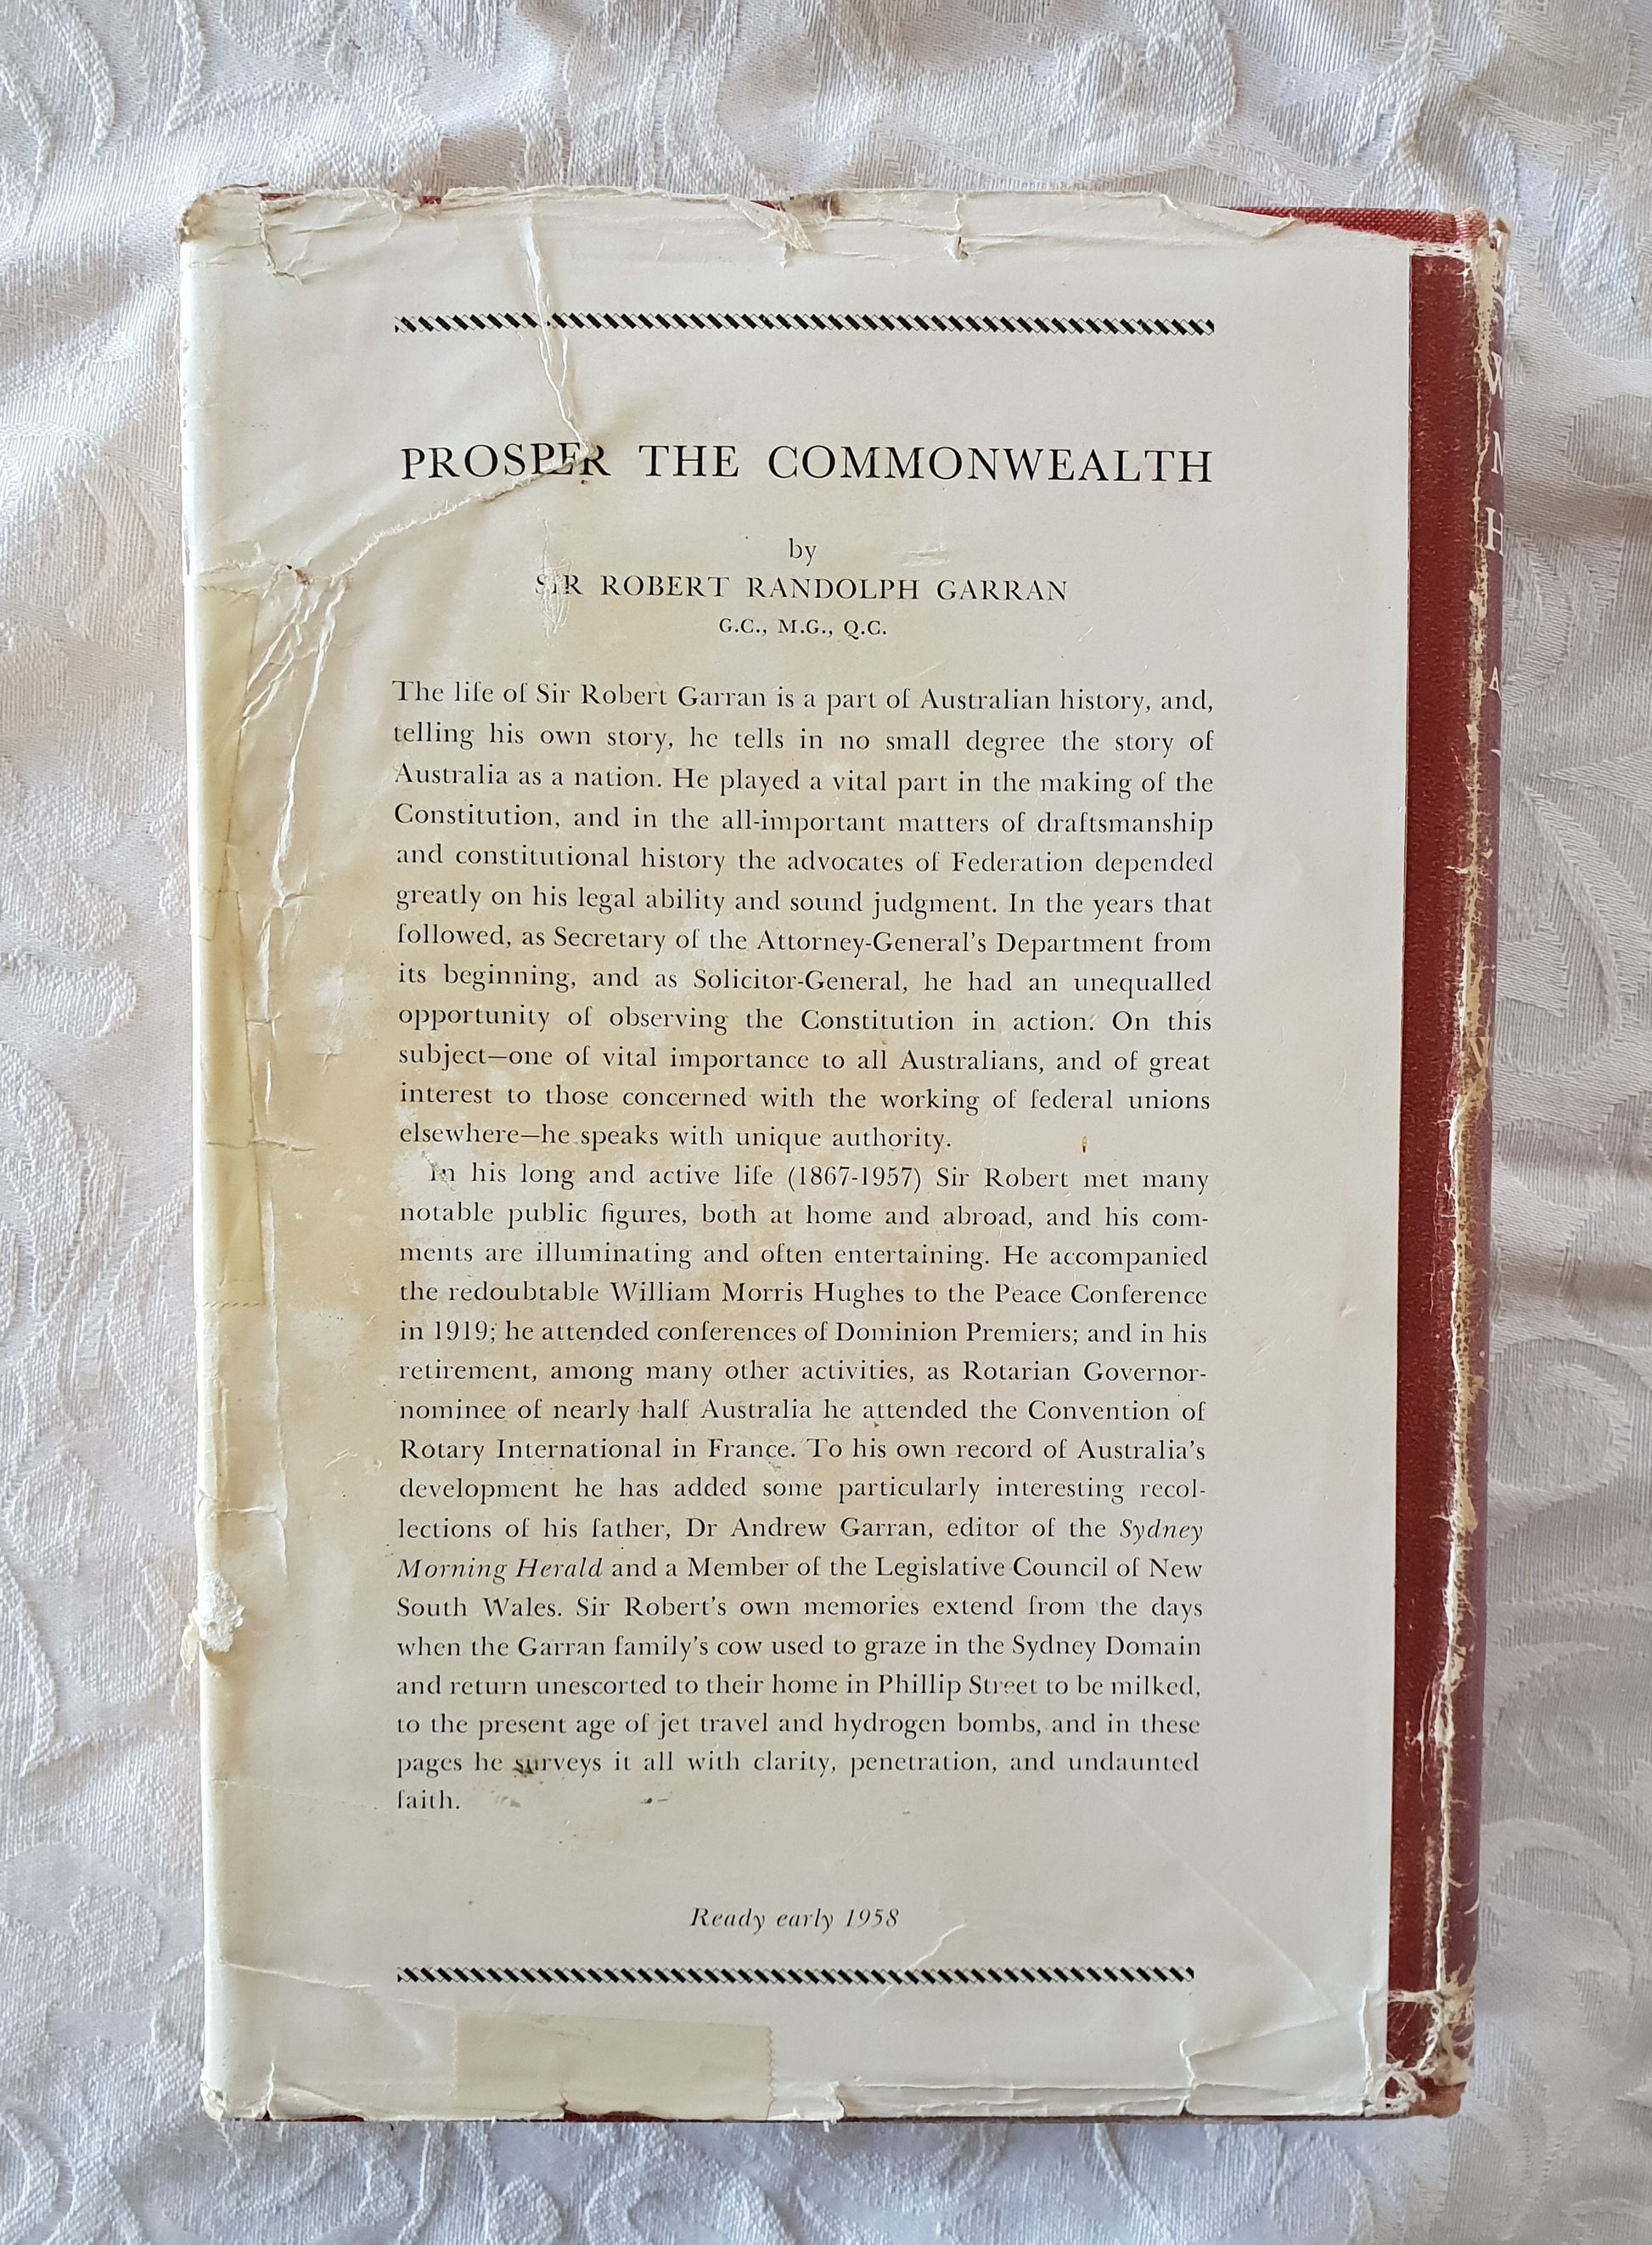 PROSPER THE COMMONWEALTH
by
SIR ROBERT RANDOLPH GARRAN
G.C., M.G., Q.C.
The life of Sir Robert Garran is a part of Australian history, and,
telling his own story, he tells in no small degree the story of
Australia as a nation. He played a vital part in the making of the
Constitution, and in the all-important matters of draftsmanship
and constitutional history the advocates of Federation depended
greatly on his legal ability and sound judgment. In the years that
followed, as Secretary of the Attorney-General's Department from
its beginning, and as Solicitor-General, he had an unequalled
opportunity of observing the Constitution in action. On this
subject—one of vital importance to all Australians, and of great
interest to those concerned with the working of federal unions
elsewhere—he speaks with unique authority.
In his long and active life (1867-1957) Sir Robert met many
notable public figures, both at home and abroad, and his com-
ments are illuminating and often entertaining. He accompanied
the redoubtable William Morris Hughes to the Peace Conference
in 1919; he attended conferences of Dominion Premiers; and in his
retirement, among many other activities, as Rotarian Governor-
nominee of nearly half Australia he attended the Convention of
Rotary International in France. To his own record of Australia's
development he has added some particularly interesting recol-
lections of his father, Dr Andrew Garran, editor of the Sydney
Morning Herald and a Member of the Legislative Council of New
South Wales. Sir Robert's own memories extend from the days
when the Garran family's cow used to graze in the Sydney Domain
and return unescorted to their home in Phillip Street to be milked,
to the present age of jet travel and hydrogen bombs, and in these
pages he surveys it all with clarity, penetration, and undaunted
faith.
Ready early 1958